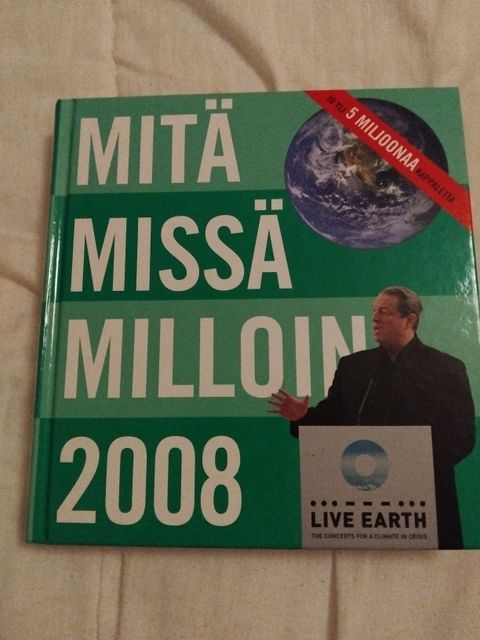 MITÄ
MISSÄ
MILLOIN
2008
JO YLI 5 MILJOONAA KAPPALETTA
LIVE EARTH
THE CONCERTS FOR A CLIMATE IN CRISIS